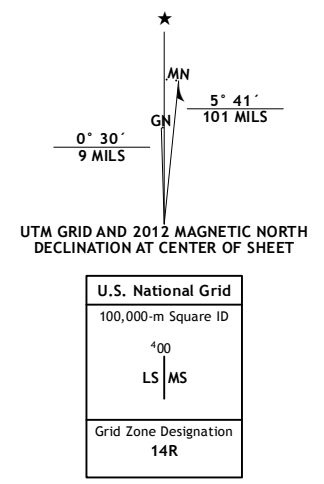 ★
MN
GN
5° 41´
101 MILS
0° 30´
9 MILS
UTM GRID AND 2012 MAGNETIC NORTH
DECLINATION AT CENTER OF SHEET
U.S. National Grid
100,000-m Square ID
⁴00
LS MS
Grid Zone Designation
14R